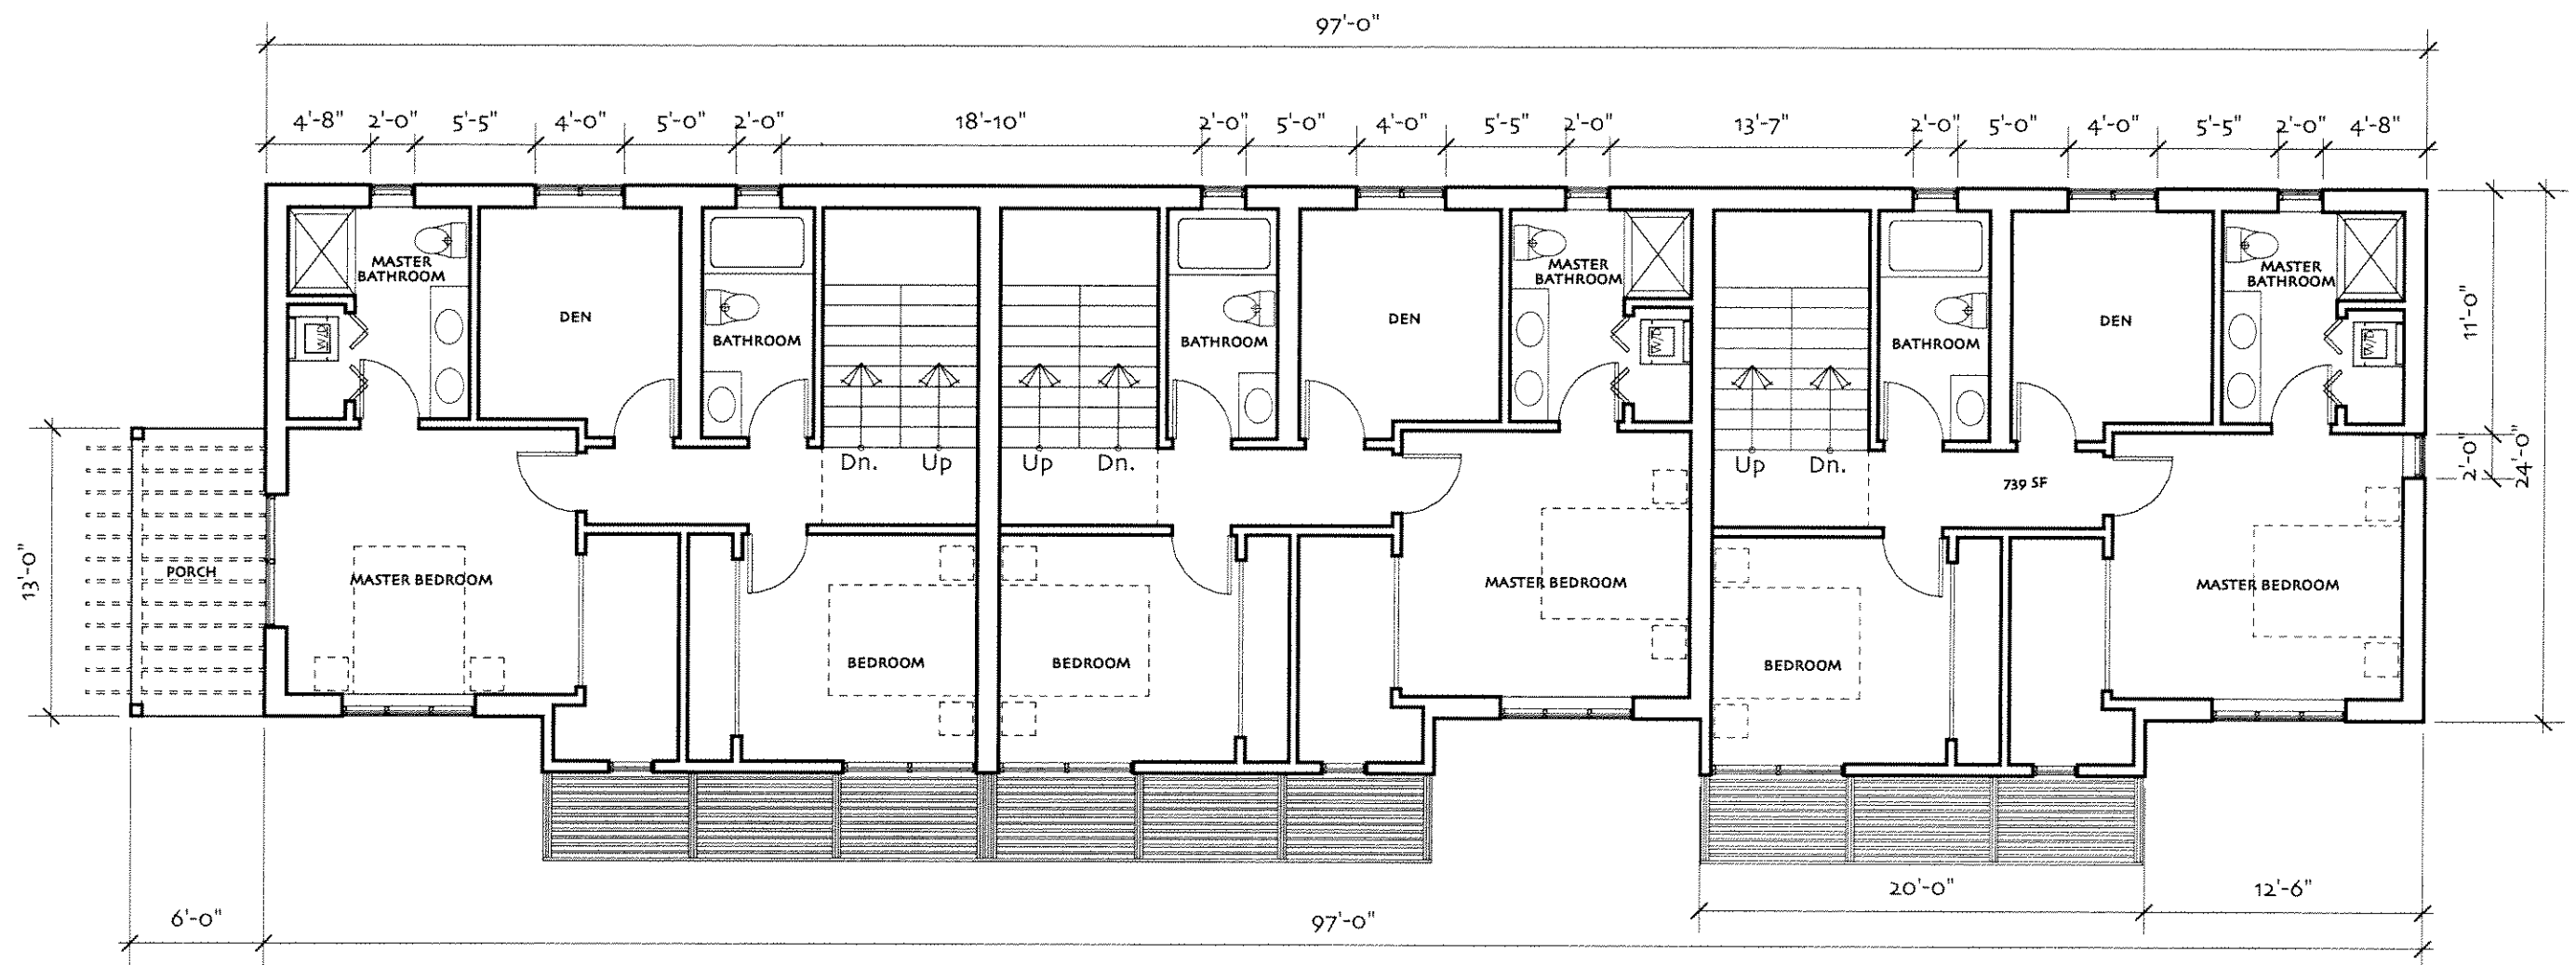 97'-0"
4'-8" 2'-0" 5'-5" 4'-0" 5'-0" 2'-0" 18'-10" 2'-0" 5'-0" 4'-0" 5'-5" 2'-0" 13'-7" 2'-0" 5'-0" 4'-0" 5'-5" 2'-0" 4'-8"
MASTER
BATHROOM
DEN
W/D
BATHROOM
Dn. Up
BATHROOM
Up Dn.
DEN
MASTER
BATHROOM
W/D
BATHROOM
Up Dn.
DEN
MASTER
BATHROOM
W/D
11'-0"
2'-0"
24'-0"
739 SF
13'-0"
PORCH
MASTER BEDROOM
BEDROOM
BEDROOM
MASTER BEDROOM
BEDROOM
MASTER BEDROOM
20'-0" 12'-6"
6'-0" 97'-0"